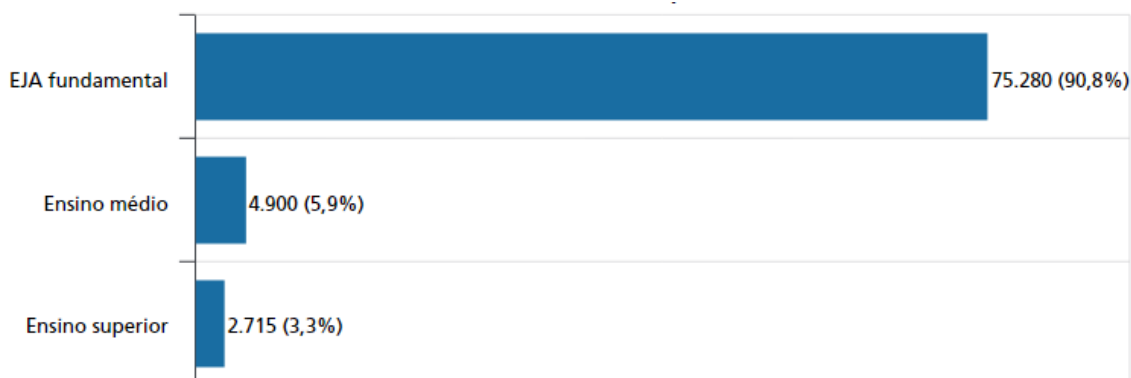 EJA fundamental 75.280 (90,8%)
Ensino médio 4.900 (5,9%)
Ensino superior 2.715 (3,3%)